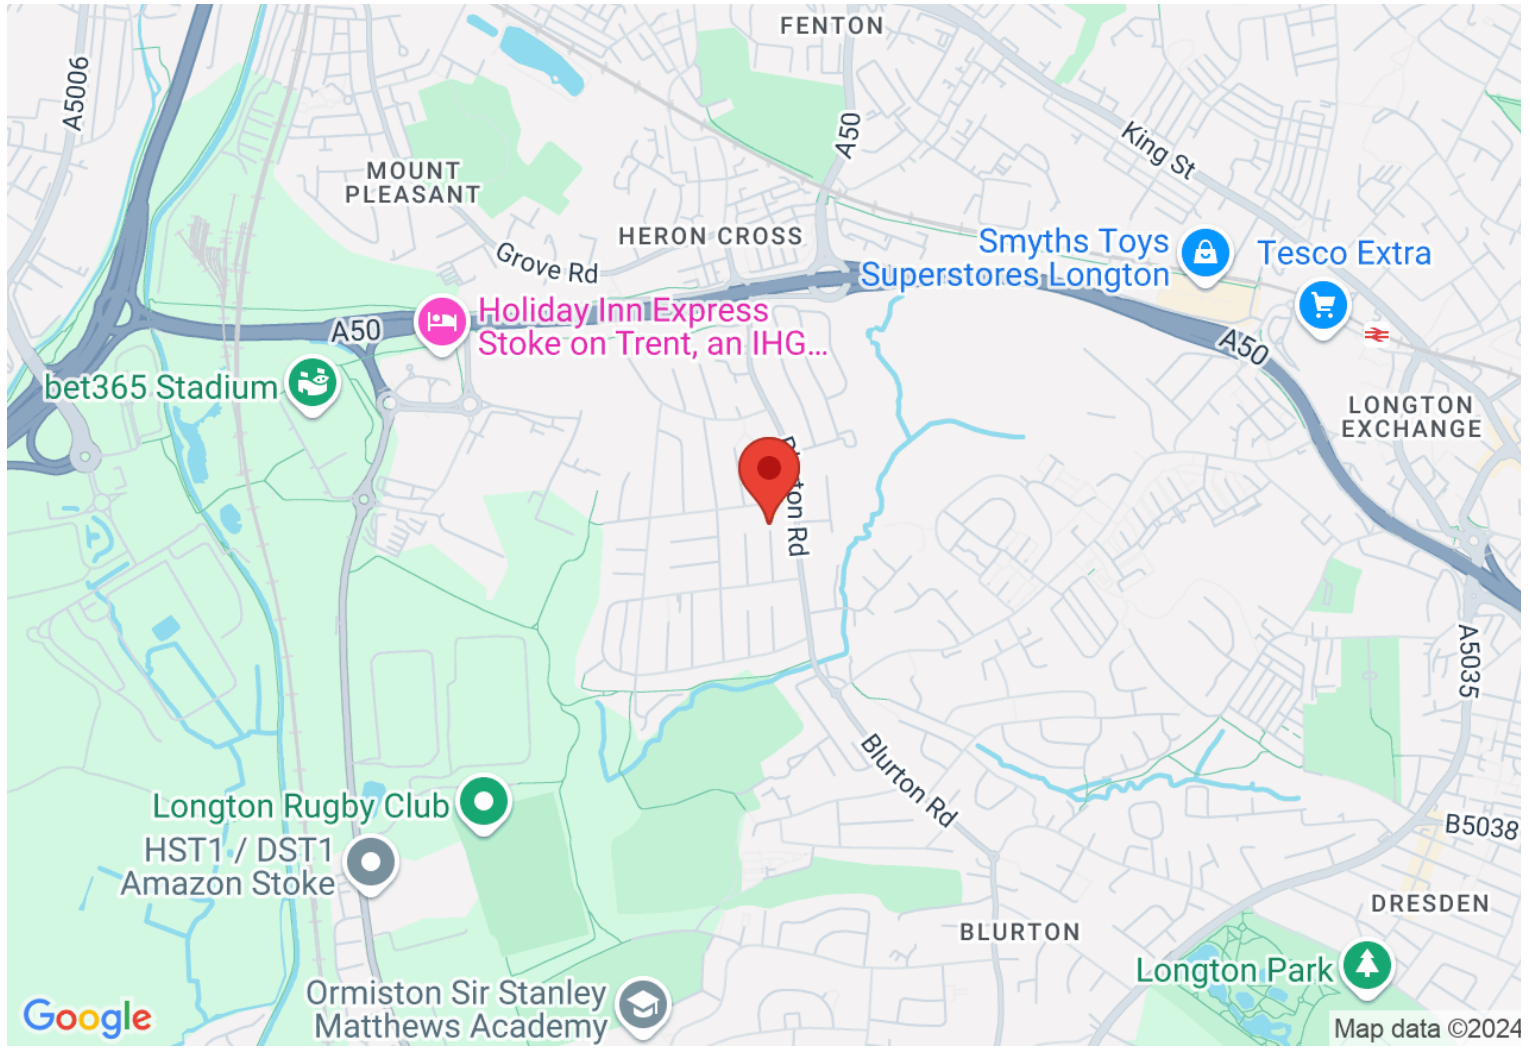 FENTON
A5006
A50
King St
MOUNT
PLEASANT
HERON CROSS
Grove Rd
Smyths Toys
Superstores Longton
Tesco Extra
Holiday Inn Express
Stoke on Trent, an IHG...
A50
A50
bet365 Stadium
LONGTON
EXCHANGE
ton Rd
A5035
Blurton Rd
Longton Rugby Club
HST1 / DST1
Amazon Stoke
B5038
DRESDEN
BLURTON
Longton Park
Ormiston Sir Stanley
Matthews Academy
Google
Map data ©2024